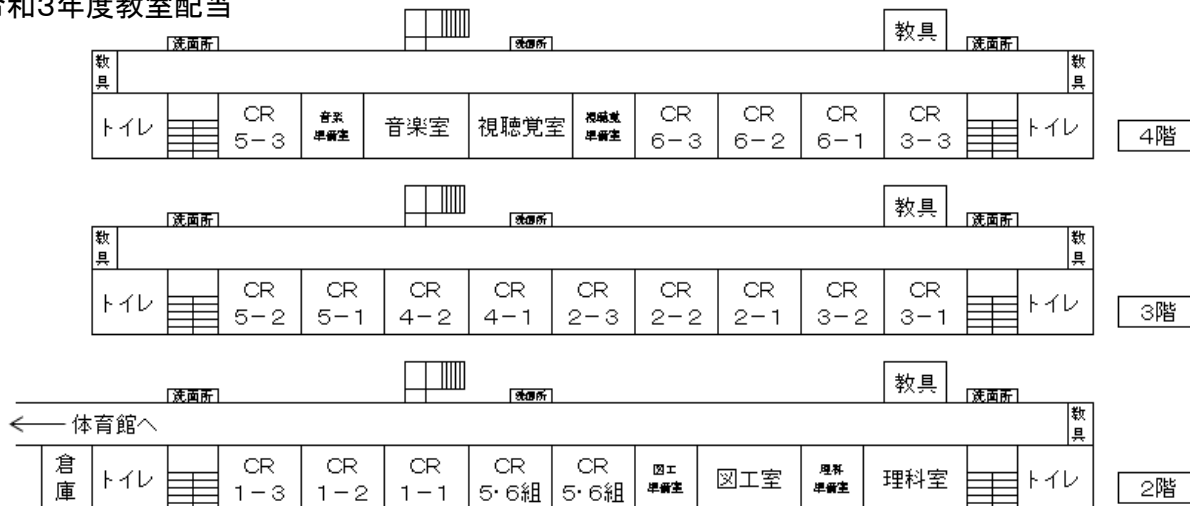 令和3年度教室配当
洗面所
洗面所
教具
洗面所
教具
教具
トイレ
CR 5-3
音楽準備室
音楽室
視聴覚室
視聴覚準備室
CR 6-3
CR 6-2
CR 6-1
CR 3-3
トイレ
4階
洗面所
洗面所
教具
洗面所
教具
教具
トイレ
CR 5-2
CR 5-1
CR 4-2
CR 4-1
CR 2-3
CR 2-2
CR 2-1
CR 3-2
CR 3-1
トイレ
3階
洗面所
洗面所
教具
洗面所
←体育館へ
教具
倉庫
トイレ
CR 1-3
CR 1-2
CR 1-1
CR 5・6組
CR 5・6組
図工準備室
図工室
理科準備室
理科室
トイレ
2階